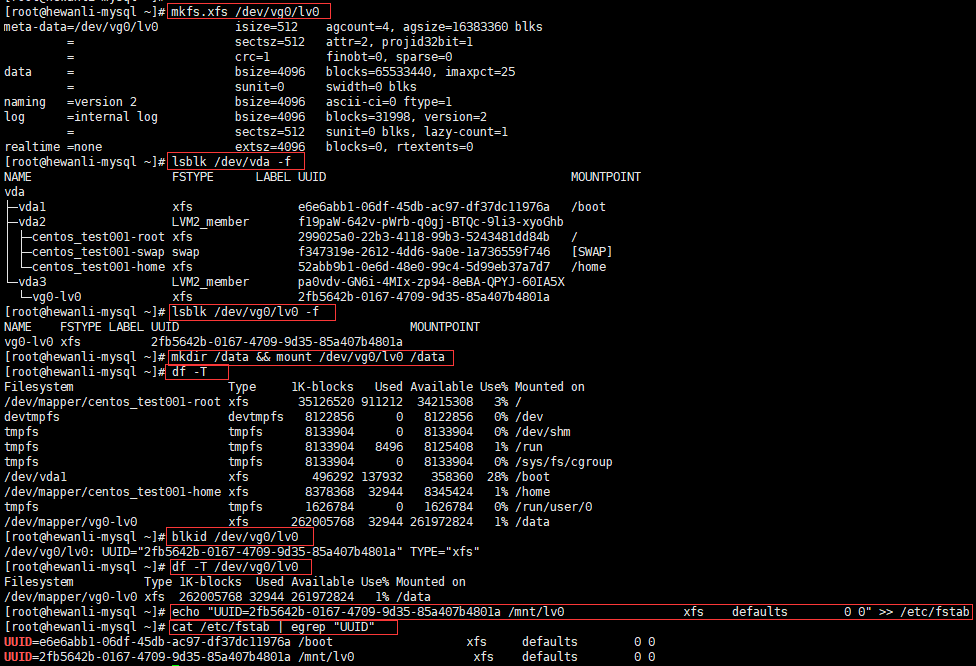 [root@hewanli-mysql ~]# mkfs.xfs /dev/vg0/lv0
meta-data=/dev/vg0/lv0           isize=512    agcount=4, agsize=16383360 blks
         =                       sectsz=512   attr=2, projid32bit=1
         =                       crc=1        finobt=0, sparse=0
data     =                       bsize=4096   blocks=65533440, imaxpct=25
         =                       sunit=0      swidth=0 blks
naming   =version 2              bsize=4096   ascii-ci=0 ftype=1
log      =internal log           bsize=4096   blocks=31998, version=2
         =                       sectsz=512   sunit=0 blks, lazy-count=1
realtime =none                   extsz=4096   blocks=0, rtextents=0
[root@hewanli-mysql ~]# lsblk /dev/vda -f
NAME                    FSTYPE      LABEL UUID                                   MOUNTPOINT
vda
├─vda1                  xfs               e6e6abb1-06df-45db-ac97-df37dc11976a   /boot
├─vda2                  LVM2_member       f19paW-642v-pWrb-q0gj-BTQc-9li3-xyoGhb
│ ├─centos_test001-root xfs               299025a0-22b3-4118-99b3-5243481dd84b   /
│ ├─centos_test001-swap swap              f347319e-2612-4dd6-9a0e-1a736559f746   [SWAP]
│ └─centos_test001-home xfs               52abb9b1-0e6d-48e0-99c4-5d99eb37a7d7   /home
└─vda3                  LVM2_member       pa0vdv-GN6i-4MIx-zp94-8eBA-QPYJ-60IA5X
  └─vg0-lv0             xfs               2fb5642b-0167-4709-9d35-85a407b4801a
[root@hewanli-mysql ~]# lsblk /dev/vg0/lv0 -f
NAME    FSTYPE LABEL UUID                                 MOUNTPOINT
vg0-lv0 xfs          2fb5642b-0167-4709-9d35-85a407b4801a
[root@hewanli-mysql ~]# mkdir /data && mount /dev/vg0/lv0 /data
[root@hewanli-mysql ~]# df -T
Filesystem                      Type     1K-blocks   Used Available Use% Mounted on
/dev/mapper/centos_test001-root xfs       35126520 911212  34215308   3% /
devtmpfs                        devtmpfs   8122856      0   8122856   0% /dev
tmpfs                           tmpfs      8133904      0   8133904   0% /dev/shm
tmpfs                           tmpfs      8133904   8496   8125408   1% /run
tmpfs                           tmpfs      8133904      0   8133904   0% /sys/fs/cgroup
/dev/vda1                       xfs         496292 137932    358360  28% /boot
/dev/mapper/centos_test001-home xfs        8378368  32944   8345424   1% /home
tmpfs                           tmpfs      1626784      0   1626784   0% /run/user/0
/dev/mapper/vg0-lv0             xfs      262005768  32944 261972824   1% /data
[root@hewanli-mysql ~]# blkid /dev/vg0/lv0
/dev/vg0/lv0: UUID="2fb5642b-0167-4709-9d35-85a407b4801a" TYPE="xfs"
[root@hewanli-mysql ~]# df -T /dev/vg0/lv0
Filesystem          Type 1K-blocks  Used Available Use% Mounted on
/dev/mapper/vg0-lv0 xfs  262005768 32944 261972824   1% /data
[root@hewanli-mysql ~]# echo "UUID=2fb5642b-0167-4709-9d35-85a407b4801a /mnt/lv0                 xfs    defaults        0 0" >> /etc/fstab
[root@hewanli-mysql ~]# cat /etc/fstab | egrep "UUID"
UUID=e6e6abb1-06df-45db-ac97-df37dc11976a /boot                   xfs     defaults        0 0
UUID=2fb5642b-0167-4709-9d35-85a407b4801a /mnt/lv0                 xfs    defaults        0 0